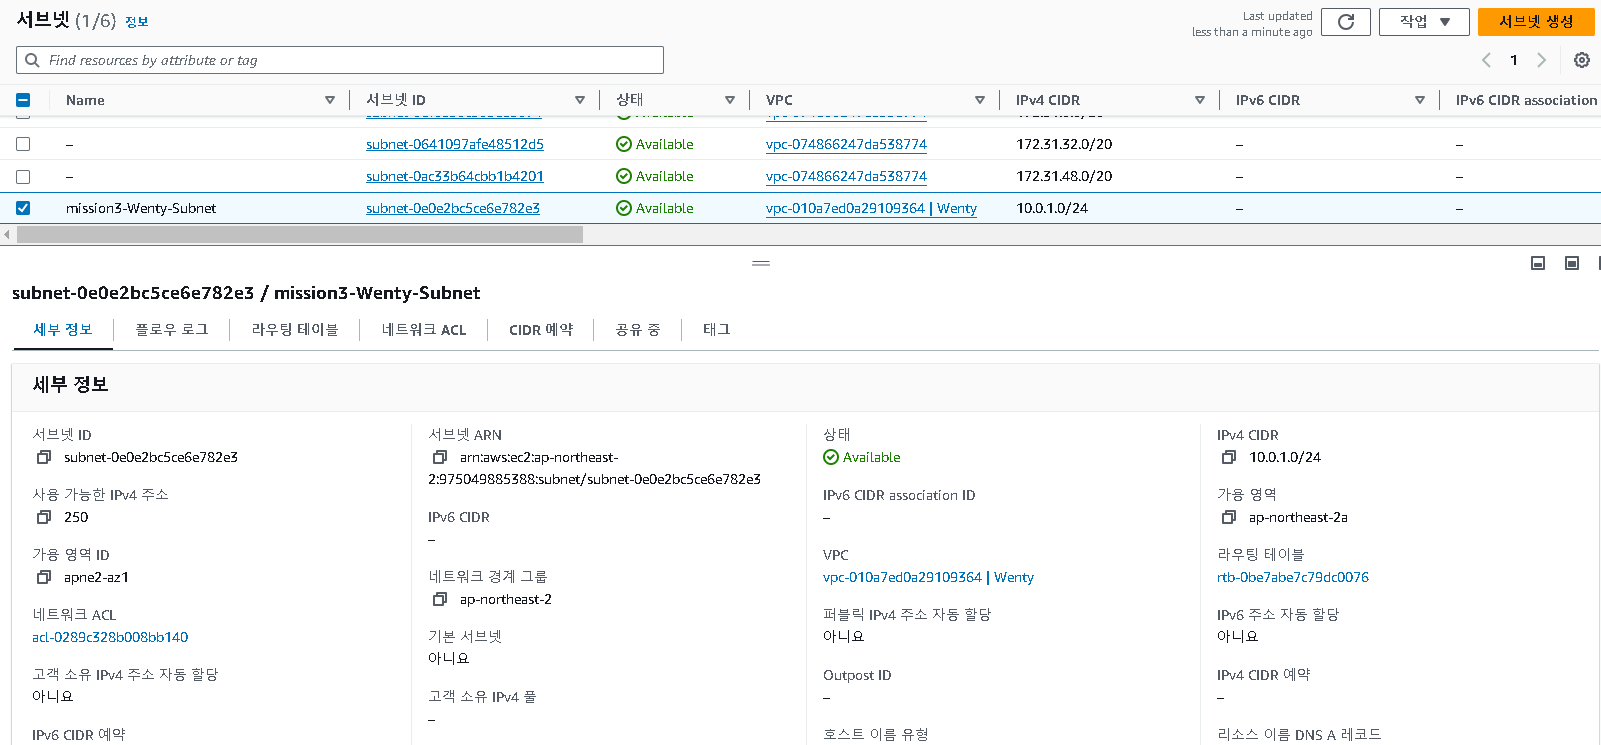 서브넷 (1/6) 정보
Last updated
less than a minute ago
작업
서브넷 생성
Find resources by attribute or tag
1
Name 서브넷 ID 상태 VPC IPv4 CIDR IPv6 CIDR IPv6 CIDR association
– subnet-0641097afe48512d5 Available vpc-074866247da538774 172.31.32.0/20 – –
– subnet-0ac33b64cbb1b4201 Available vpc-074866247da538774 172.31.48.0/20 – –
mission3-Wenty-Subnet subnet-0e0e2bc5ce6e782e3 Available vpc-010a7ed0a29109364 | Wenty 10.0.1.0/24 – –
subnet-0e0e2bc5ce6e782e3 / mission3-Wenty-Subnet
세부 정보 플로우 로그 라우팅 테이블 네트워크 ACL CIDR 예약 공유 중 태그
세부 정보
서브넷 ID
subnet-0e0e2bc5ce6e782e3
사용 가능한 IPv4 주소
250
가용 영역 ID
apne2-az1
네트워크 ACL
acl-0289c328b008bb140
고객 소유 IPv4 주소 자동 할당
아니요
IPv6 CIDR 예약
서브넷 ARN
arn:aws:ec2:ap-northeast-
2:975049885388:subnet/subnet-0e0e2bc5ce6e782e3
IPv6 CIDR
–
네트워크 경계 그룹
ap-northeast-2
기본 서브넷
아니요
고객 소유 IPv4 풀
–
상태
Available
IPv6 CIDR association ID
–
VPC
vpc-010a7ed0a29109364 | Wenty
퍼블릭 IPv4 주소 자동 할당
아니요
Outpost ID
–
호스트 이름 유형
IPv4 CIDR
10.0.1.0/24
가용 영역
ap-northeast-2a
라우팅 테이블
rtb-0be7abe7c79dc0076
IPv6 주소 자동 할당
아니요
IPv4 CIDR 예약
–
리소스 이름 DNS A 레코드